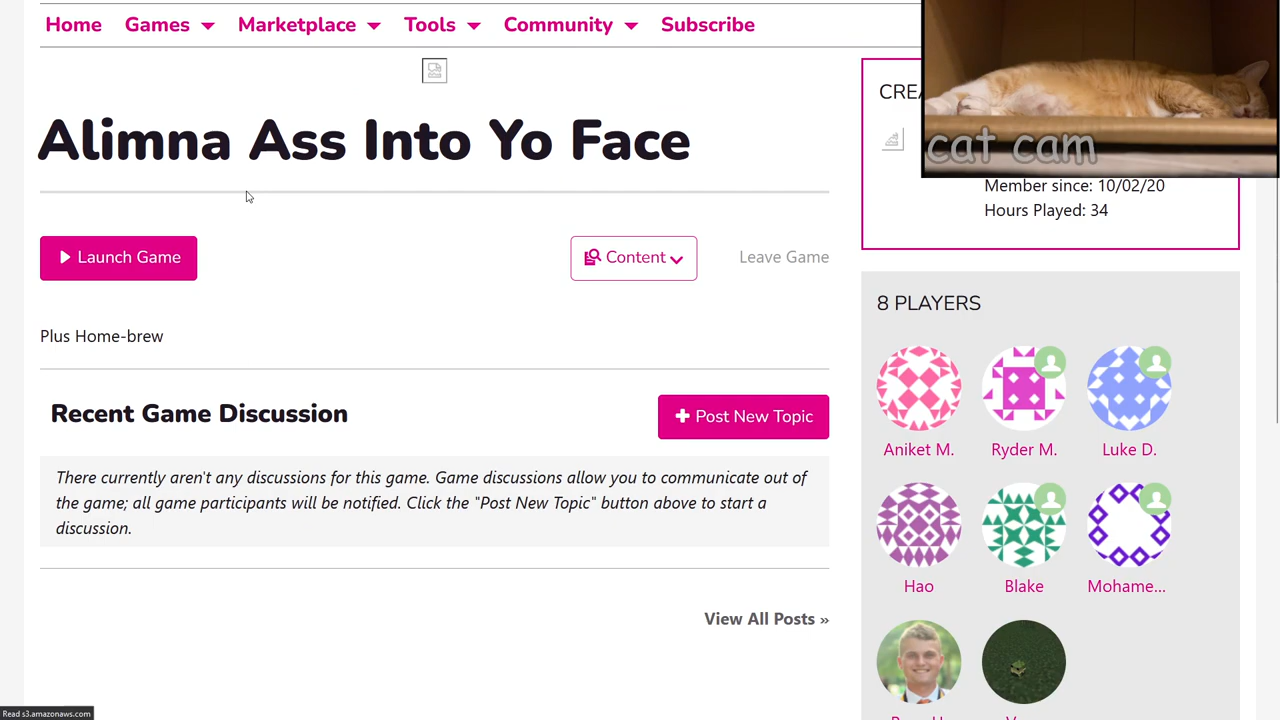 Home Games Marketplace Tools Community Subscribe
Alimna Ass Into Yo Face
Launch Game
Content
Leave Game
Plus Home-brew
Recent Game Discussion
Post New Topic
There currently aren't any discussions for this game. Game discussions allow you to communicate out of
the game; all game participants will be notified. Click the "Post New Topic" button above to start a
discussion.
View All Posts »
cat cam
Member since: 10/02/20
Hours Played: 34
8 PLAYERS
Aniket M. Ryder M. Luke D.
Hao Blake Mohame...
Read s3.amazonaws.com